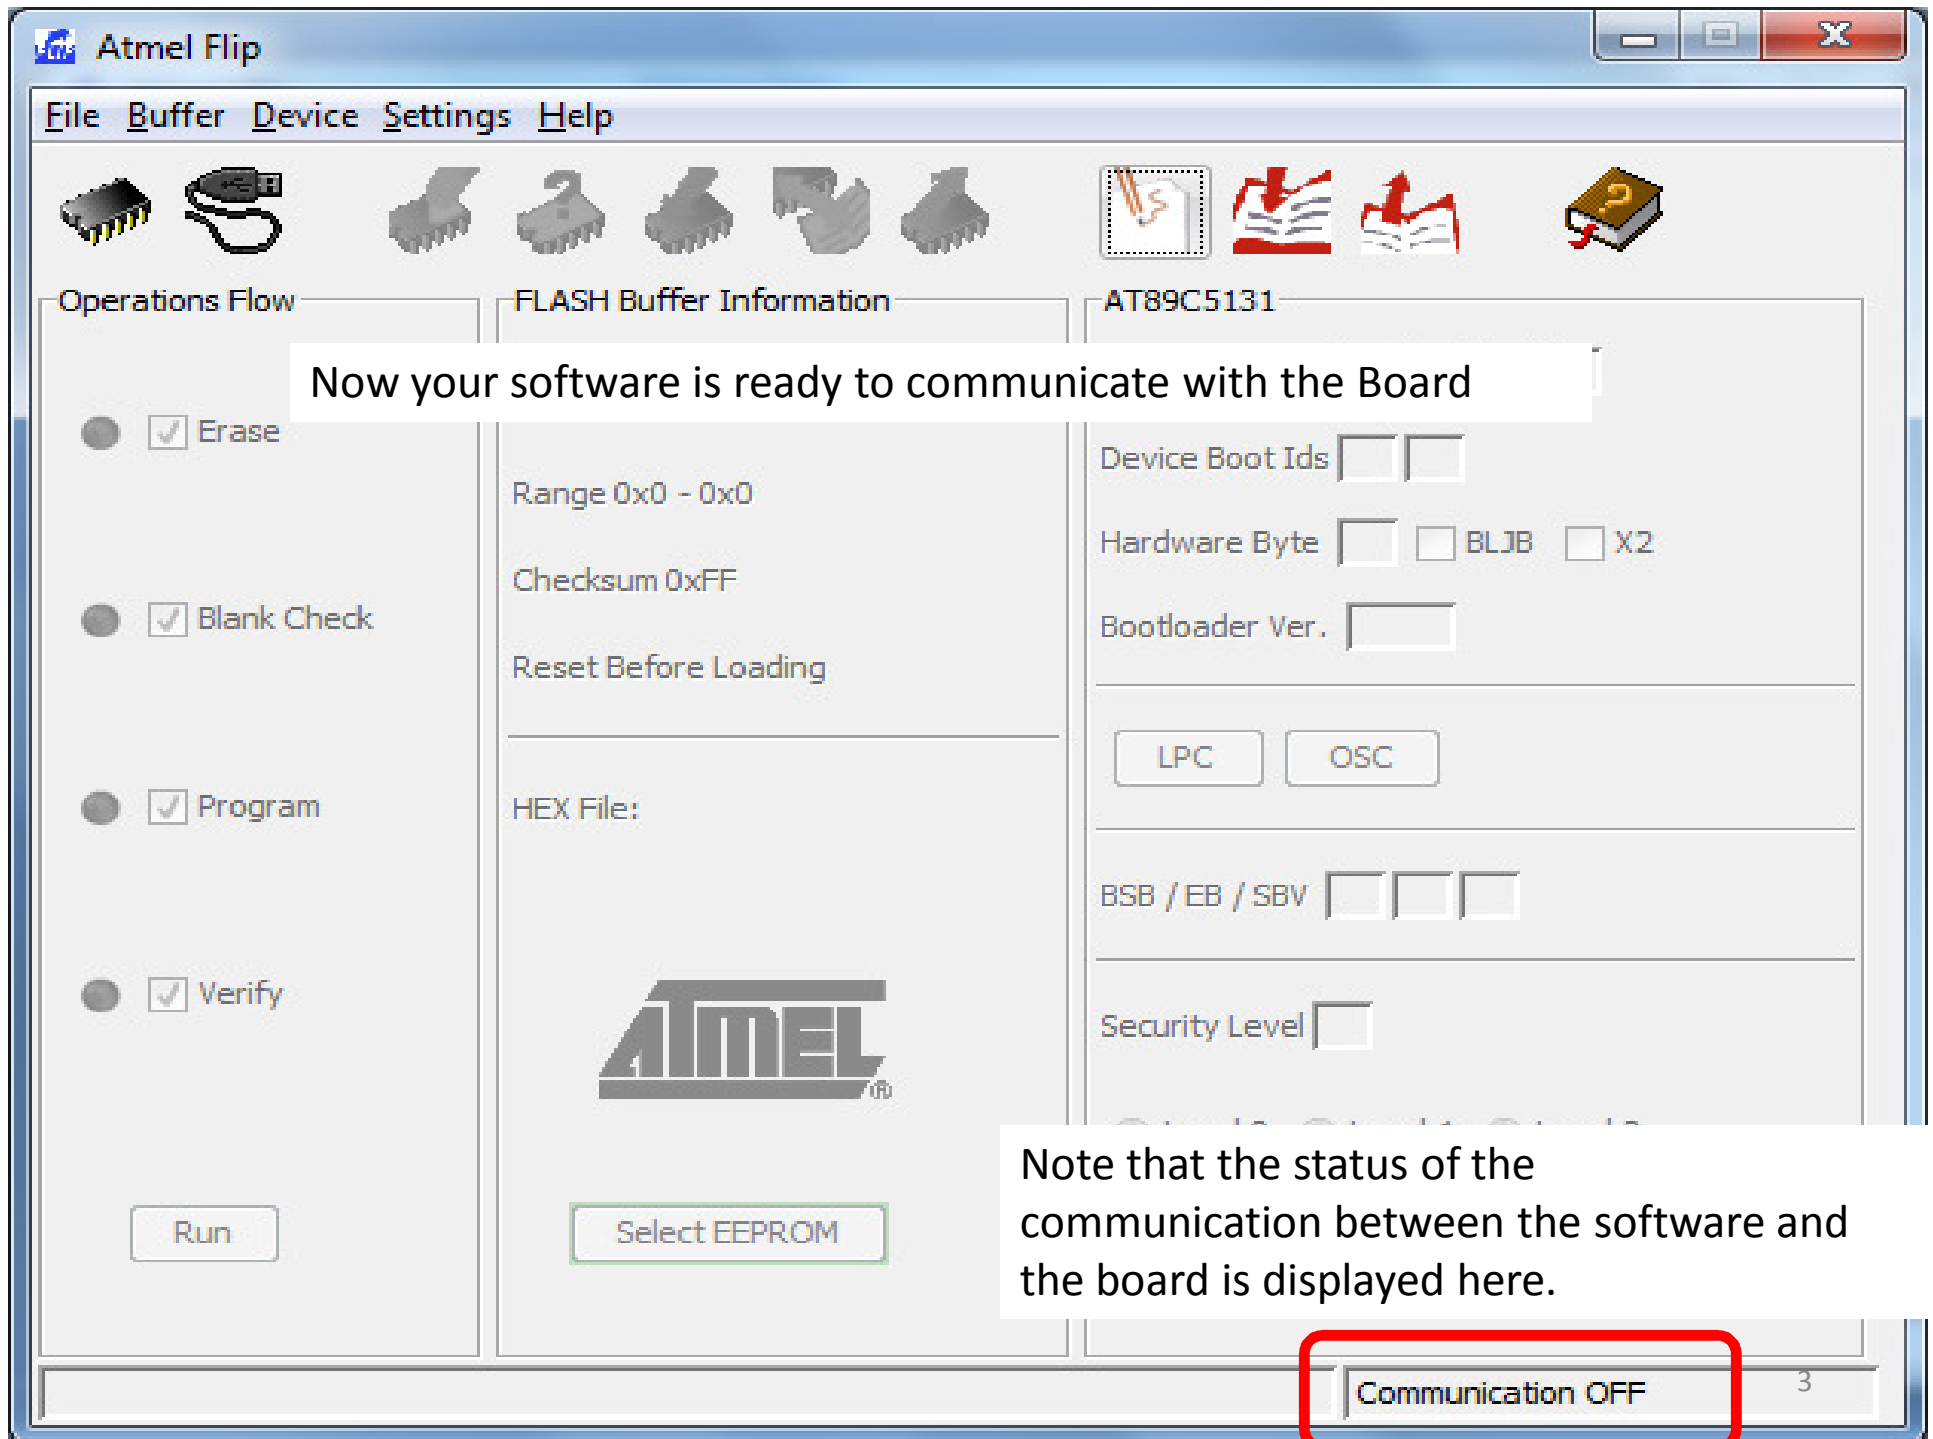 Atmel Flip
File Buffer Device Settings Help
Operations Flow
FLASH Buffer Information
AT89C5131
Now your software is ready to communicate with the Board
Erase
Blank Check
Program
Verify
Run
Range 0x0 - 0x0
Checksum 0xFF
Reset Before Loading
HEX File:
ATMEL®
Select EEPROM
Device Boot Ids
Hardware Byte BLJB X2
Bootloader Ver.
LPC OSC
BSB / EB / SBV
Security Level
Note that the status of the
communication between the software and
the board is displayed here.
Communication OFF
3